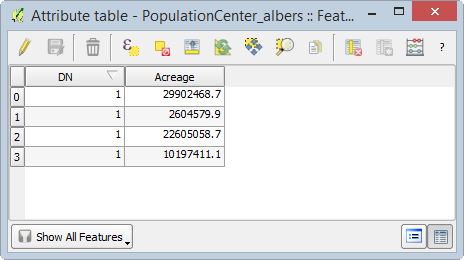 Attribute table - PopulationCenter_albers :: Feat...
?
DN Acreage
0 1 29902468.7
1 1 2604579.9
2 1 22605058.7
3 1 10197411.1
Show All Features